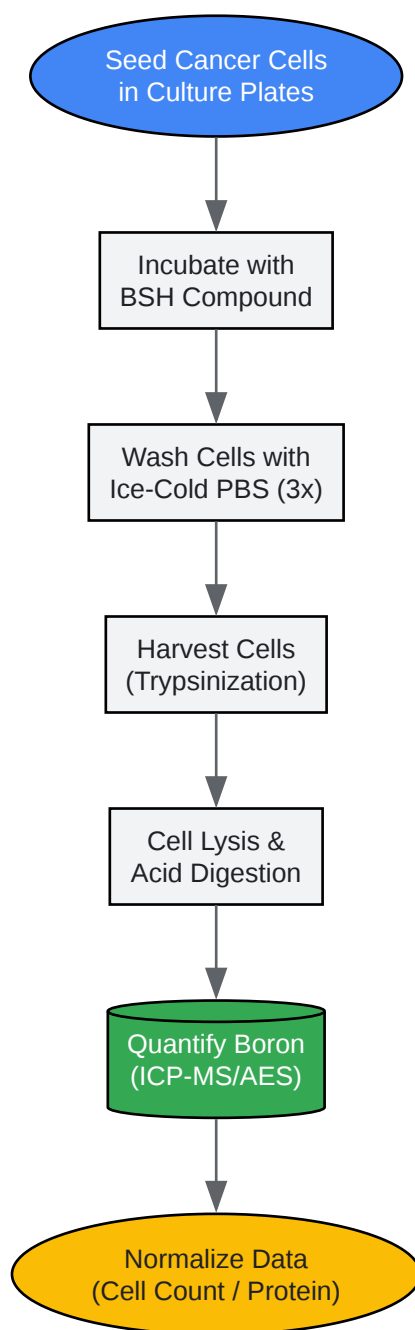 Seed Cancer Cells
in Culture Plates
Incubate with
BSH Compound
Wash Cells with
Ice-Cold PBS (3x)
Harvest Cells
(Trypsinization)
Cell Lysis &
Acid Digestion
Quantify Boron
(ICP-MS/AES)
Normalize Data
(Cell Count / Protein)